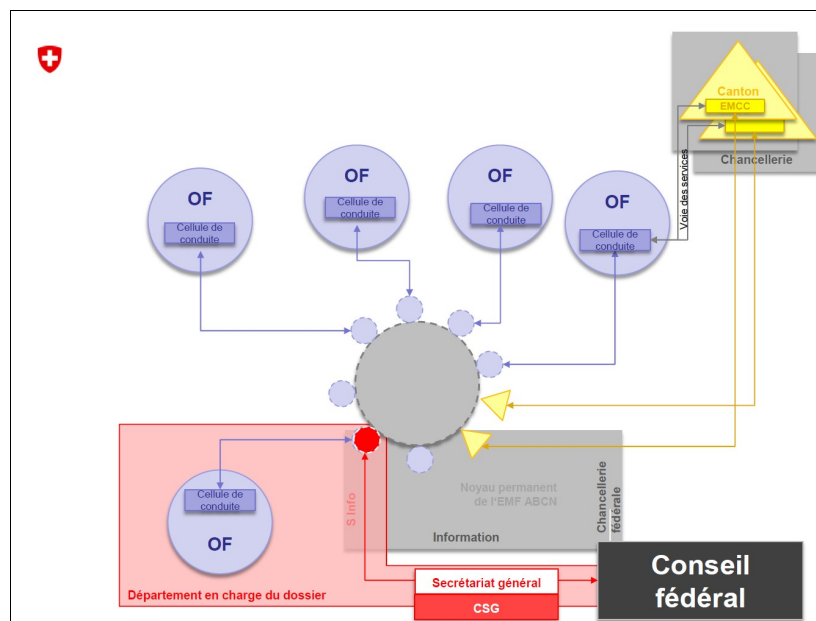 Canton
EMCC
Chancellerie
Voie des services
OF
Cellule de
conduite
OF
Cellule de
conduite
OF
Cellule de
conduite
OF
Cellule de
conduite
Noyau permanent
de l'EMF ABCN
Chancellerie
fédérale
S Info
Information
Cellule de
conduite
OF
Département en charge du dossier
Secrétariat général
CSG
Conseil
fédéral